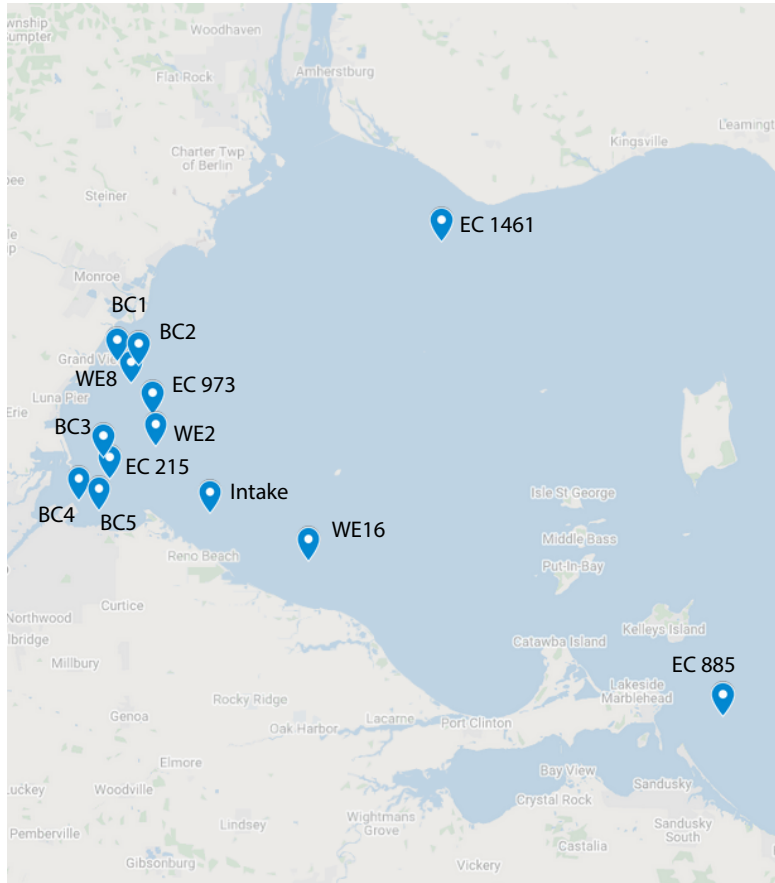 wnship
Sumpter
Woodhaven
Amherstburg
Flat Rock
Leamingt
Kingsville
Charter Twp
of Berlin
Steiner
EC 1461
Monroe
BC1
BC2
Grand Vie
WE8
EC 973
Luna Pier
Erie
BC3
WE2
EC 215
Intake
Isle St George
BC4
BC5
WE16
Middle Bass
Reno Beach
Put-In-Bay
Curtice
Northwood
lbridge
Kelleys Island
Catawba Island
Millbury
EC 885
Lakeside
Marblehead
Rocky Ridge
Genoa
Lacarne
Port Clinton
Oak Harbor
Elmore
Bay View
Sandusky
Luckey
Woodville
Crystal Rock
Wightmans
Grove
Lindsey
Sandusky
South
Pemberville
Castalia
Gibsonburg
Vickery